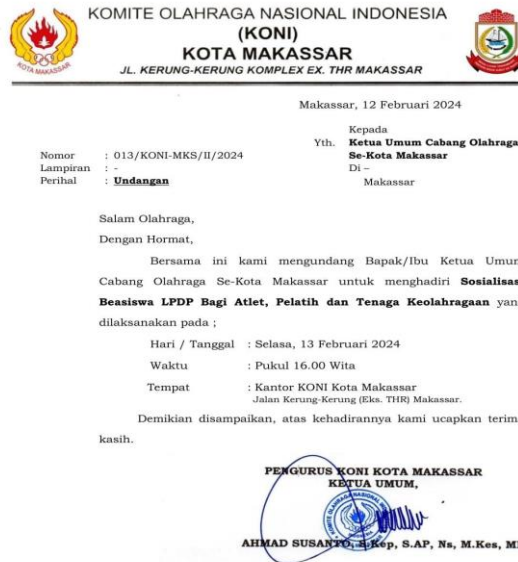 KOMITE OLAHRAGA NASIONAL INDONESIA
(KONI)
KOTA MAKASSAR
JL. KERUNG-KERUNG KOMPLEX EX. THR MAKASSAR
KOTA MAKASSAR
Makassar, 12 Februari 2024
Kepada
Yth. Ketua Umum Cabang Olahraga
Se-Kota Makassar
Di –
Makassar
Nomor : 013/KONI-MKS/II/2024
Lampiran : -
Perihal : Undangan
Salam Olahraga,
Dengan Hormat,
Bersama ini kami mengundang Bapak/Ibu Ketua Umum
Cabang Olahraga Se-Kota Makassar untuk menghadiri Sosialisas
Beasiswa LPDP Bagi Atlet, Pelatih dan Tenaga Keolahragaan yan
dilaksanakan pada ;
Hari / Tanggal : Selasa, 13 Februari 2024
Waktu : Pukul 16.00 Wita
Tempat : Kantor KONI Kota Makassar
Jalan Kerung-Kerung (Eks. THR) Makassar.
Demikian disampaikan, atas kehadirannya kami ucapkan terim
kasih.
PENGURUS KONI KOTA MAKASSAR
KETUA UMUM,
AHMAD SUSANTO, S.Kep, S.AP, Ns, M.Kes, M